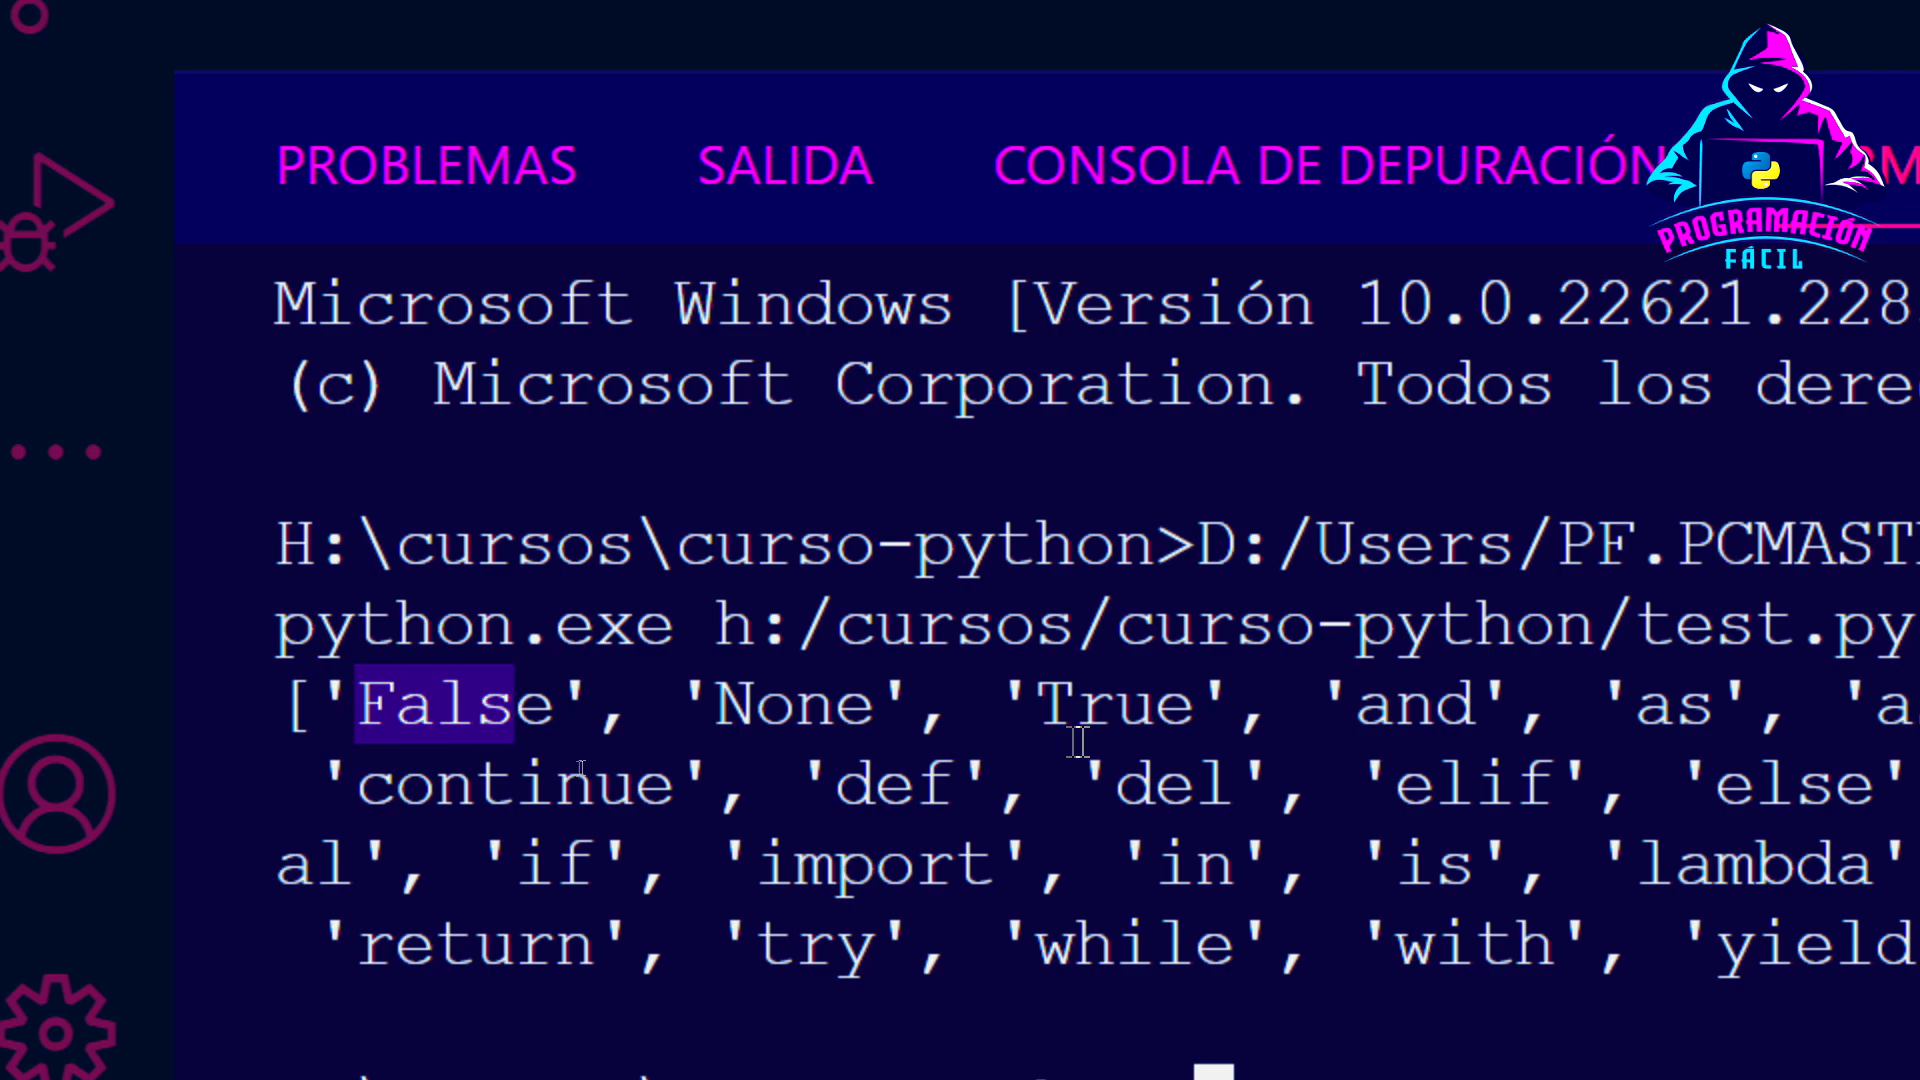 PROBLEMAS SALIDA CONSOLA DE DEPURACIÓN
PROGRAMACIÓN
FÁCIL
Microsoft Windows [Versión 10.0.22621.228
(c) Microsoft Corporation. Todos los dere
H:\cursos\curso-python>D:/Users/PF.PCMAST
python.exe h:/cursos/curso-python/test.py
['False', 'None', 'True', 'and', 'as', 'a
'continue', 'def', 'del', 'elif', 'else'
al', 'if', 'import', 'in', 'is', 'lambda'
'return', 'try', 'while', 'with', 'yield